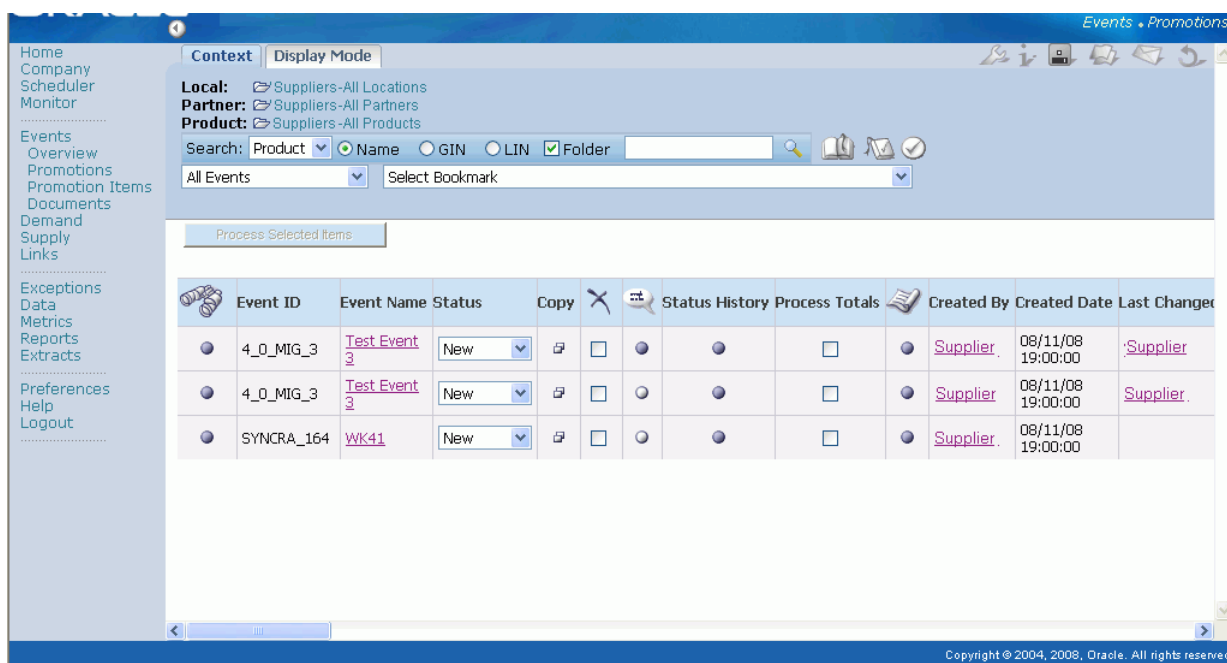 Events • Promotions
Home
Company
Scheduler
Monitor
Events
Overview
Promotions
Promotion Items
Documents
Demand
Supply
Links
Exceptions
Data
Metrics
Reports
Extracts
Preferences
Help
Logout
Context Display Mode
Local: Suppliers-All Locations
Partner: Suppliers-All Partners
Product: Suppliers-All Products
Search: Product Name GIN LIN Folder
All Events Select Bookmark
Process Selected Items
Event ID Event Name Status Copy Status History Process Totals Created By Created Date Last Changed
4_0_MIG_3 Test Event 3 New Supplier 08/11/08 19:00:00 Supplier
4_0_MIG_3 Test Event 3 New Supplier 08/11/08 19:00:00 Supplier
SYNCRA_164 WK41 New Supplier 08/11/08 19:00:00
Copyright © 2004, 2008, Oracle. All rights reserved